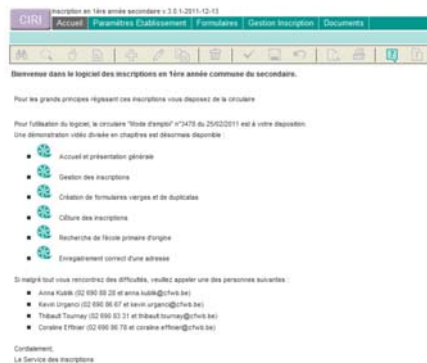 Inscription en 1ère année secondaire v 3.0.1-2011-12-13
CIRI
Accueil Paramètres Etablissement Formulaires Gestion Inscription Documents
Bienvenue dans le logiciel des inscriptions en 1ère année commune du secondaire.
Pour les grands principes régissant ces inscriptions vous disposez de la circulaire
Pour l'utilisation du logiciel, la circulaire "Mode d'emploi" n°3478 du 25/02/2011 est à votre disposition.
Une démonstration vidéo divisée en chapitres est désormais disponible :
Accueil et présentation générale
Gestion des inscriptions
Création de formulaires vierges et de duplicatas
Clôture des inscriptions
Recherche de l'école primaire d'origine
Enregistrement correct d'une adresse
Si malgré tout vous rencontrez des difficultés, veuillez appeler une des personnes suivantes :
Anna Kublik (02 690 88 28 et anna.kublik@cfwb.be)
Kevin Urganci (02 690 86 67 et kevin.urganci@cfwb.be)
Thibault Tournay (02 690 83 31 et thibault.tournay@cfwb.be)
Coraline Effinier (02 690 86 78 et coraline.effinier@cfwb.be)
Cordialement,
Le Service des Inscriptions